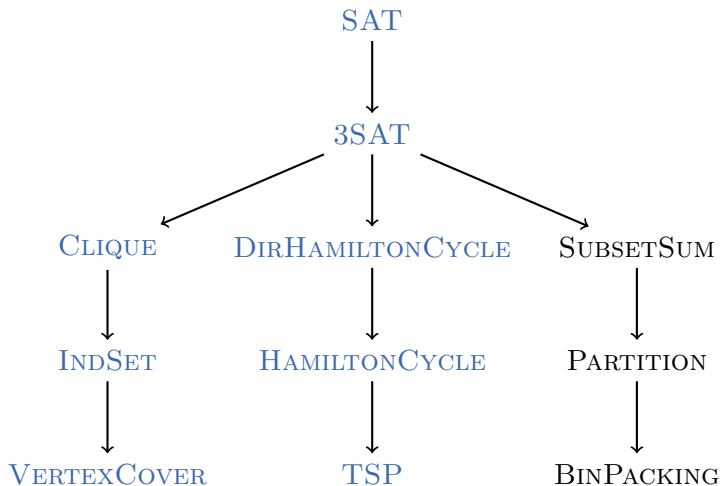 SAT
3SAT
CLIQUE DIRHAMILTONCYCLE SUBSETSUM
INDSET HAMILTONCYCLE PARTITION
VERTEXCOVER TSP BINPACKING